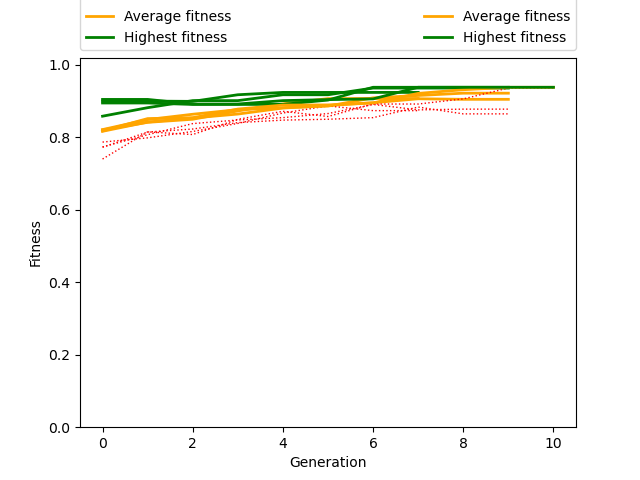 Average fitness Average fitness
Highest fitness Highest fitness
1.0
0.8
0.6
0.4
0.2
0.0
Fitness
0 2 4 6 8 10
Generation